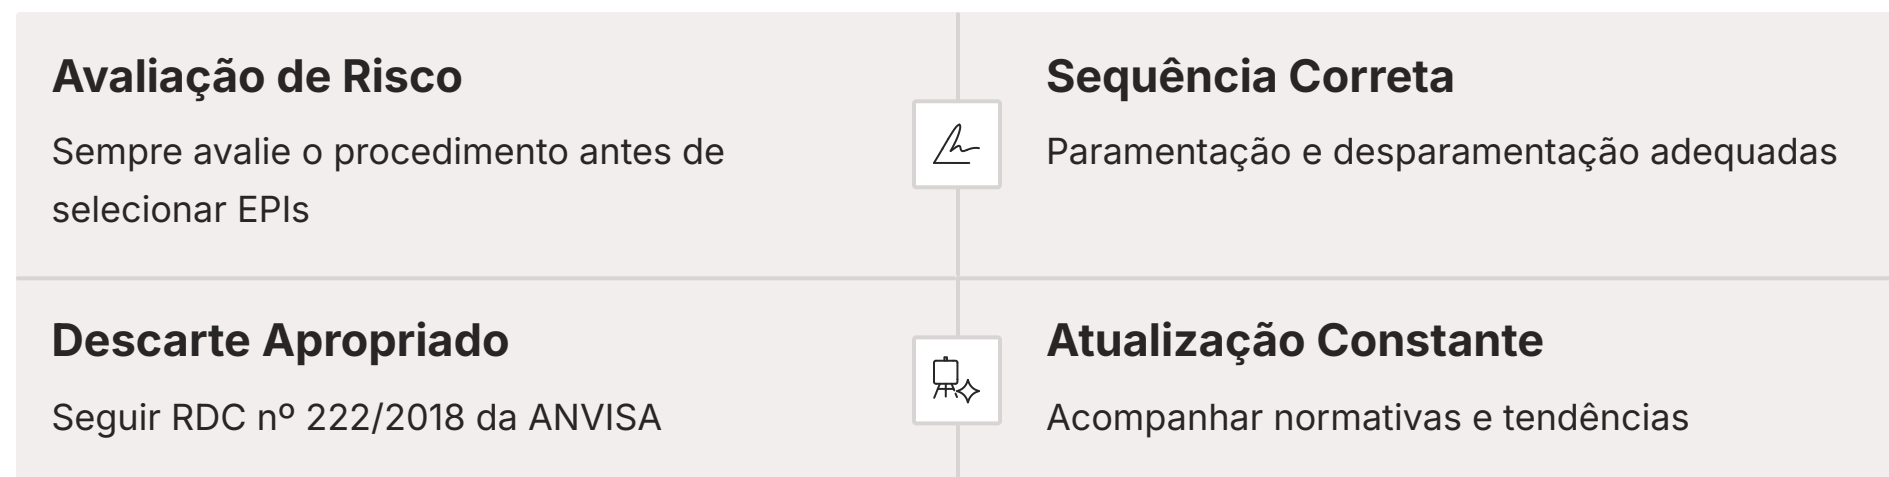 Avaliação de Risco
Sempre avalie o procedimento antes de
selecionar EPIs
Sequência Correta
Paramentação e desparamentação adequadas
Descarte Apropriado
Seguir RDC nº 222/2018 da ANVISA
Atualização Constante
Acompanhar normativas e tendências